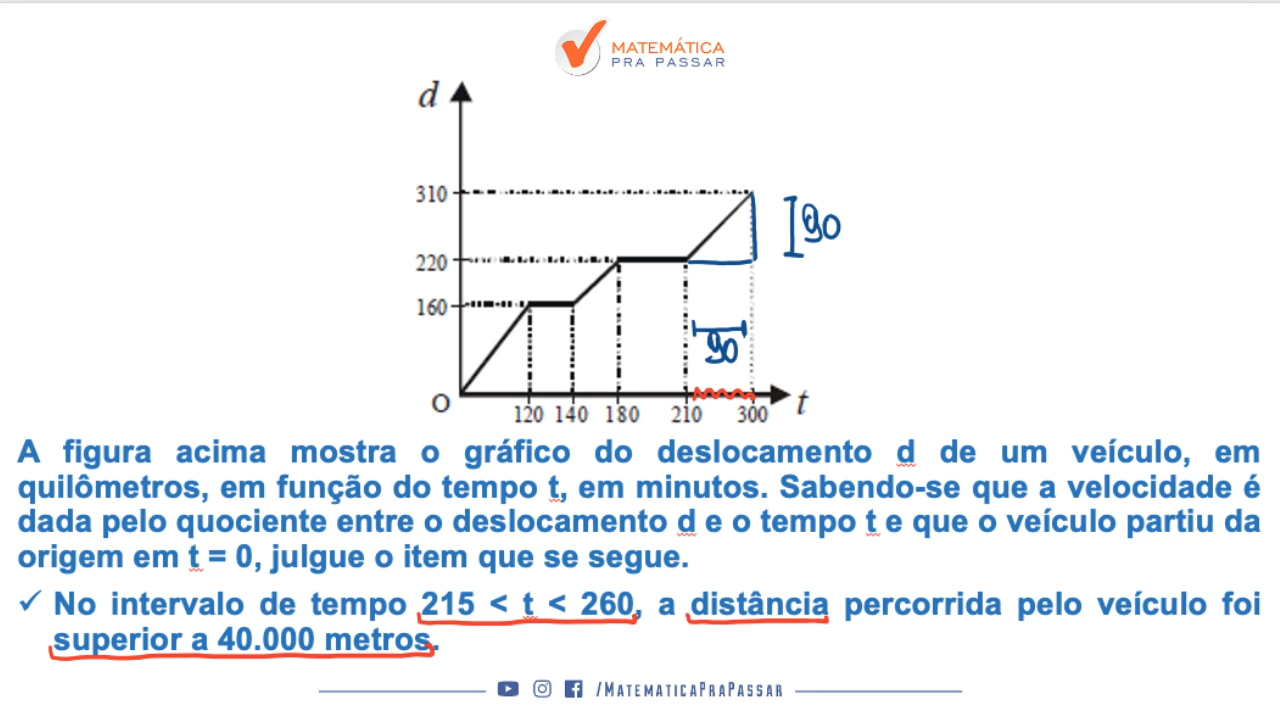 MATEMÁTICA
PRA PASSAR
d
310
90
220
160
90
O
120 140 180 210 300 t
A figura acima mostra o gráfico do deslocamento d de um veículo, em
quilômetros, em função do tempo t, em minutos. Sabendo-se que a velocidade é
dada pelo quociente entre o deslocamento d e o tempo t e que o veículo partiu da
origem em t = 0, julgue o item que se segue.
✓ No intervalo de tempo 215 < t < 260, a distância percorrida pelo veículo foi
superior a 40.000 metros.
/MATEMATICAPRAPASSAR